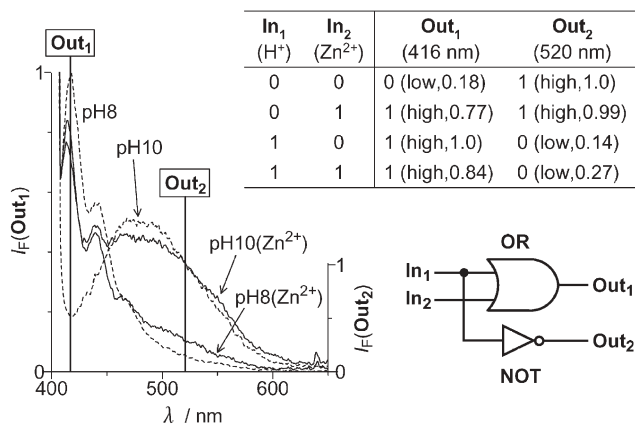 In₁ In₂ Out₁ Out₂
(H⁺) (Zn²⁺) (416 nm) (520 nm)
0 0 0 (low,0.18) 1 (high,1.0)
0 1 1 (high,0.77) 1 (high,0.99)
1 0 1 (high,1.0) 0 (low,0.14)
1 1 1 (high,0.84) 0 (low,0.27)
Out₁
1
pH8
pH10
Out₂
pH10(Zn²⁺)
pH8(Zn²⁺)
I_F(Out₁)
0
1
0
I_F(Out₂)
400 500 600
λ / nm
OR
In₁
In₂
Out₁
Out₂
NOT